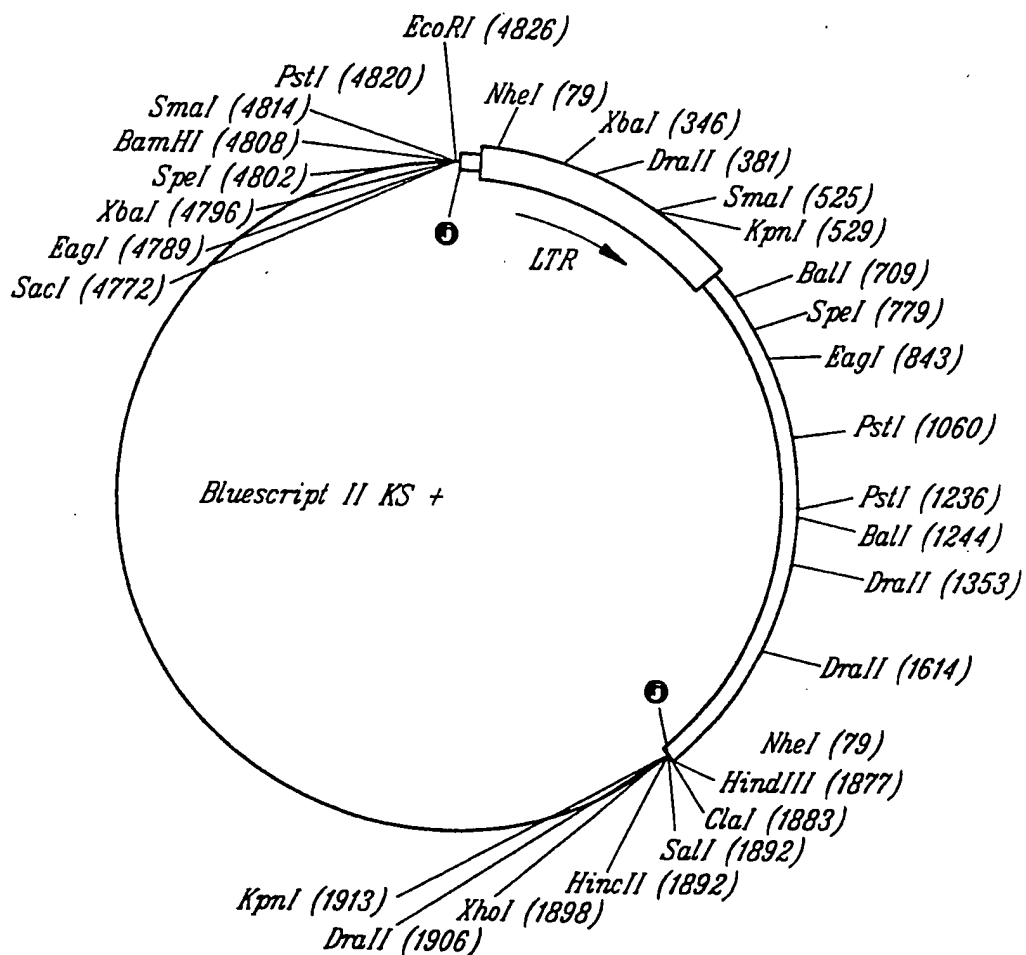 EcoRI (4826)
PstI (4820)
SmaI (4814)
BamHI (4808)
SpeI (4802)
XbaI (4796)
EagI (4789)
SacI (4772)
NheI (79)
XbaI (346)
DraII (381)
SmaI (525)
KpnI (529)
BalI (709)
SpeI (779)
EagI (843)
PstI (1060)
PstI (1236)
BalI (1244)
DraII (1353)
DraII (1614)
NheI (79)
HindIII (1877)
ClaI (1883)
SalI (1892)
HincII (1892)
XhoI (1898)
DraII (1906)
KpnI (1913)
J
LTR
Bluescript II KS +
J